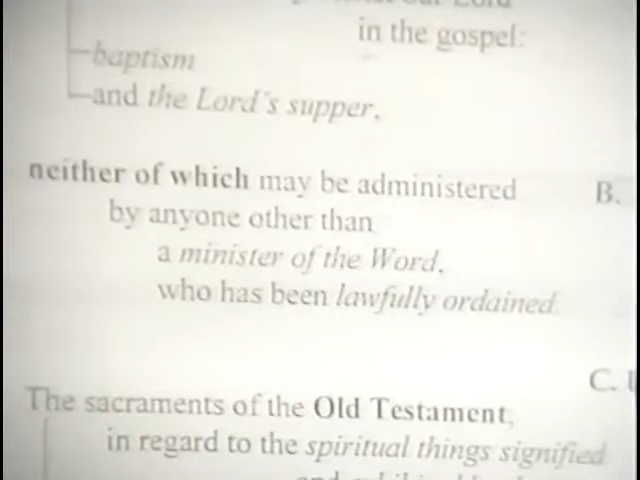 in the gospel:
baptism
and the Lord's supper,
neither of which may be administered
B.
by anyone other than
a minister of the Word,
who has been lawfully ordained.
C.
The sacraments of the Old Testament,
in regard to the spiritual things signified